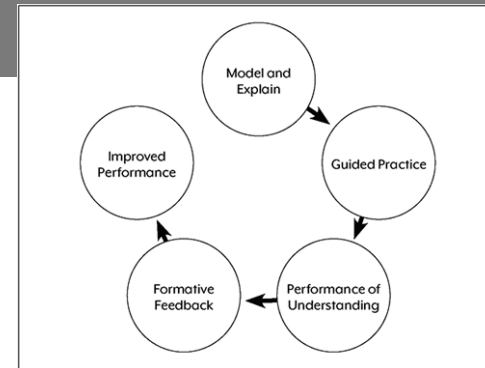 Model and
Explain
Guided Practice
Performance of
Understanding
Formative
Feedback
Improved
Performance